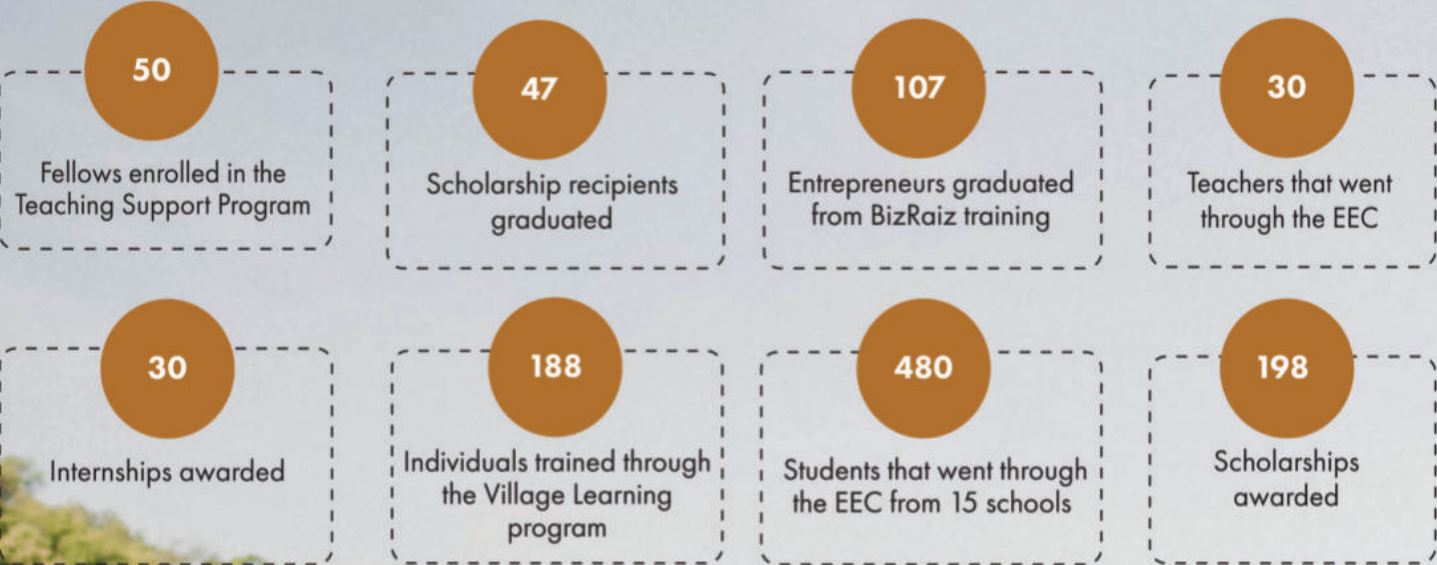 50
Fellows enrolled in the
Teaching Support Program
47
Scholarship recipients
graduated
107
Entrepreneurs graduated
from BizRaiz training
30
Teachers that went
through the EEC
30
Internships awarded
188
Individuals trained through
the Village Learning
program
480
Students that went through
the EEC from 15 schools
198
Scholarships
awarded